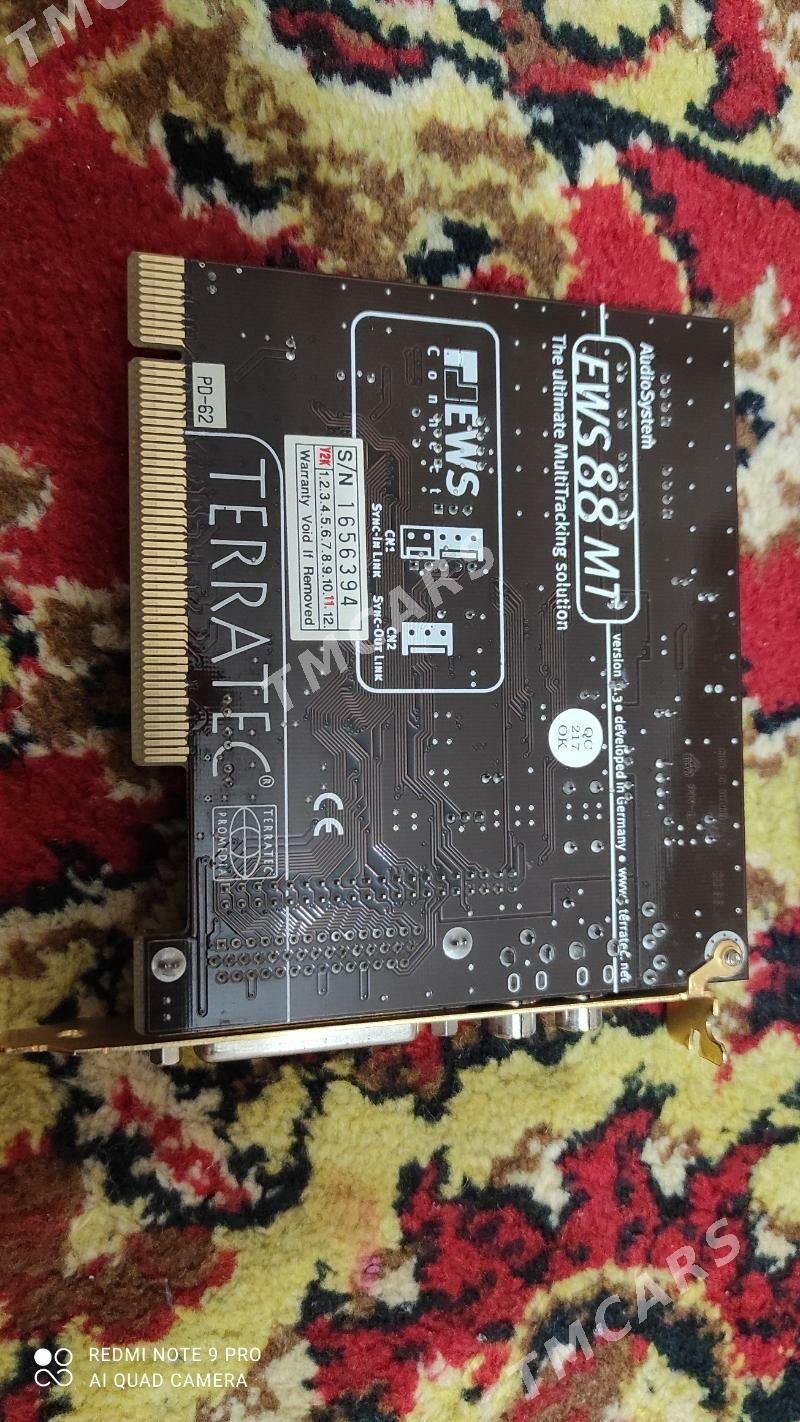 TMCARS
AudioSystem
EWS 88 MT
The ultimate MultiTracking solution
developed in Germany • www.terratec.net
EWS
Connect
CN1
SYNC-IN LINK
CN2
SYNC-OUT LINK
QC
217
OK
S/N 1656394
Y2K 1.2.3.4.5.6.7.8.9.10.11.12.
Warranty Void If Removed
PD-62
TERRATEC®
TERRATEC
PROMEDIA
CE
TMCARS
TMCARS
TMCARS
REDMI NOTE 9 PRO
AI QUAD CAMERA